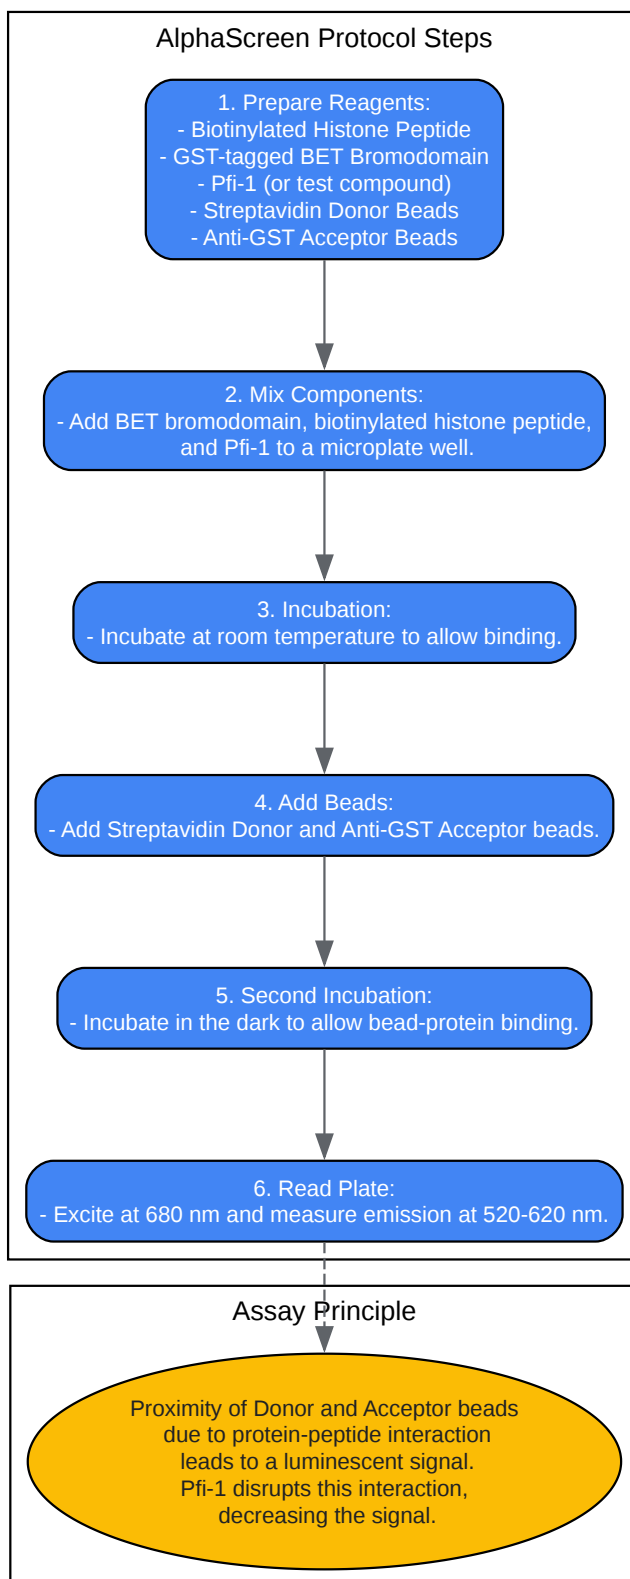 AlphaScreen Protocol Steps
1. Prepare Reagents:
- Biotinylated Histone Peptide
- GST-tagged BET Bromodomain
- Pfi-1 (or test compound)
- Streptavidin Donor Beads
- Anti-GST Acceptor Beads
2. Mix Components:
- Add BET bromodomain, biotinylated histone peptide,
and Pfi-1 to a microplate well.
3. Incubation:
- Incubate at room temperature to allow binding.
4. Add Beads:
- Add Streptavidin Donor and Anti-GST Acceptor beads.
5. Second Incubation:
- Incubate in the dark to allow bead-protein binding.
6. Read Plate:
- Excite at 680 nm and measure emission at 520-620 nm.
Assay Principle
Proximity of Donor and Acceptor beads
due to protein-peptide interaction
leads to a luminescent signal.
Pfi-1 disrupts this interaction,
decreasing the signal.